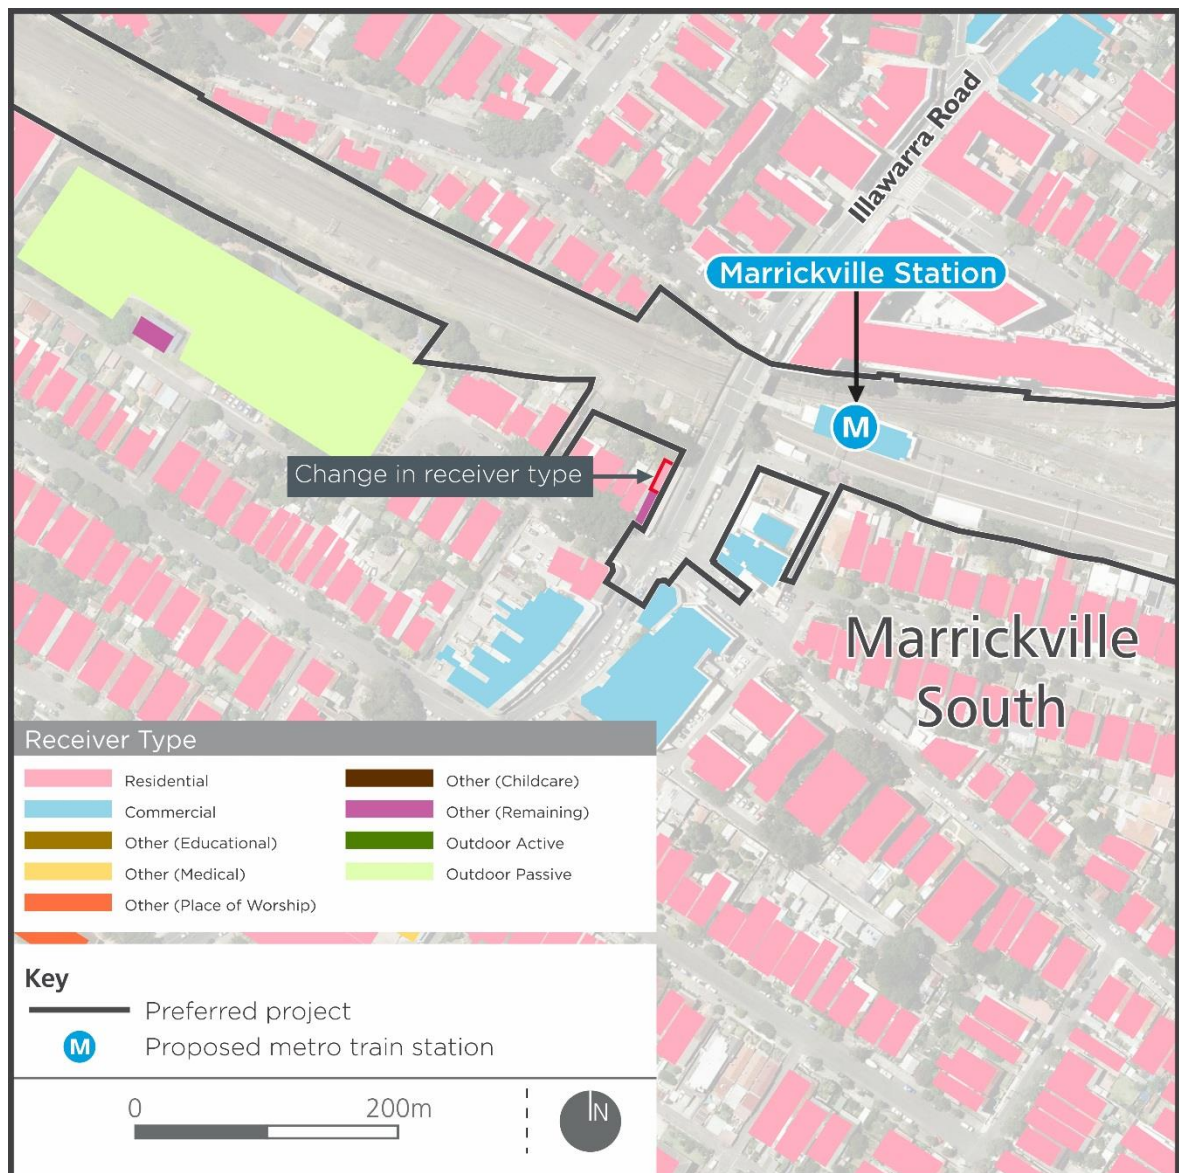 Illawarra Road
Marrickville Station
M
Change in receiver type
Marrickville
South
Receiver Type
Residential
Commercial
Other (Educational)
Other (Medical)
Other (Place of Worship)
Other (Childcare)
Other (Remaining)
Outdoor Active
Outdoor Passive
Key
Preferred project
M Proposed metro train station
0 200m
N